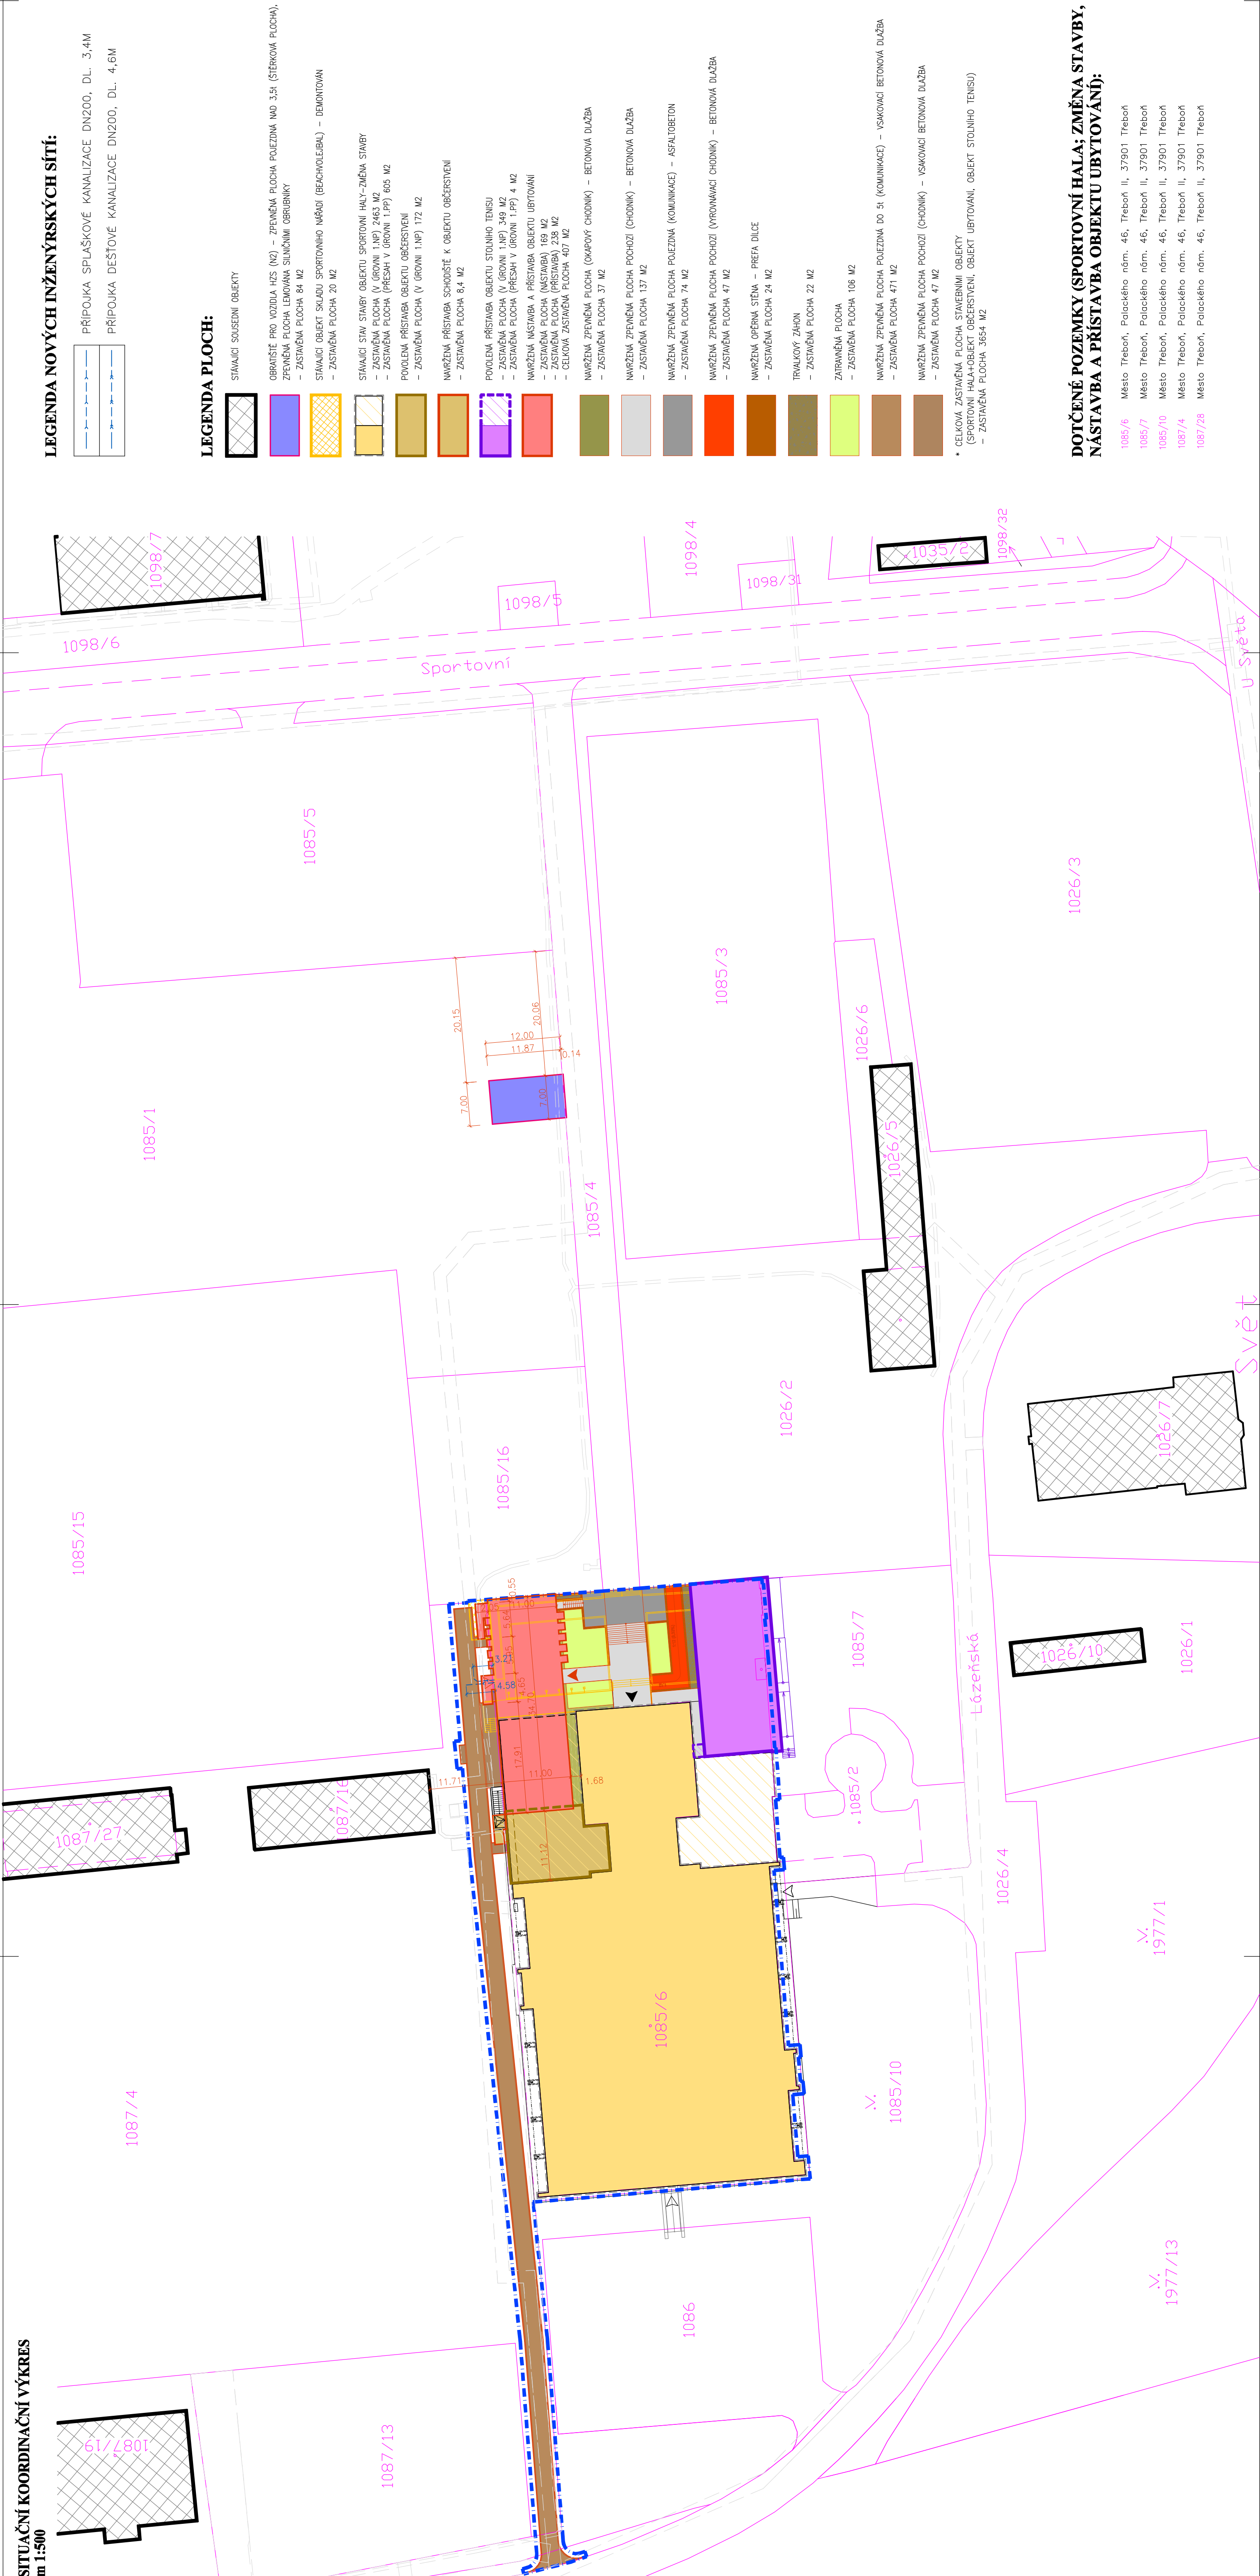 SITUAČNÍ KOORDINAČNÍ VÝKRES
m 1:500
LEGENDA NOVÝCH INŽENÝRSKÝCH SÍTÍ:
PŘÍPOJKA SPLAŠKOVÉ KANALIZACE DN200, DL. 3,4M
PŘÍPOJKA DEŠŤOVÉ KANALIZACE DN200, DL. 4,6M
LEGENDA PLOCH:
STÁVAJÍCÍ SOUSEDNÍ OBJEKTY
OBRATIŠTĚ PRO VOZIDLA HZS (N2) – ZPEVNĚNÁ PLOCHA POJEZDNÁ NAD 3,5t (ŠTĚRKOVÁ PLOCHA),
ZPEVNĚNÁ PLOCHA LEMOVÁNA SILNIČNÍMI OBRUBNÍKY
– ZASTAVĚNÁ PLOCHA 84 M2
STÁVAJÍCÍ OBJEKT SKLADU SPORTOVNÍHO NÁŘADÍ (BEACHVOLEJBAL) – DEMONTOVÁN
– ZASTAVĚNÁ PLOCHA 20 M2
STÁVAJÍCÍ STAV STAVBY OBJEKTU SPORTOVNÍ HALY–ZMĚNA STAVBY
– ZASTAVĚNÁ PLOCHA (V ÚROVNI 1.NP) 2463 M2
– ZASTAVĚNÁ PLOCHA (PŘESAH V ÚROVNI 1.PP) 605 M2
POVOLENÁ PŘÍSTAVBA OBJEKTU OBČERSTVENÍ
– ZASTAVĚNÁ PLOCHA (V ÚROVNI 1.NP) 172 M2
NAVRŽENÁ PŘÍSTAVBA SCHODIŠTĚ K OBJEKTU OBČERSTVENÍ
– ZASTAVĚNÁ PLOCHA 8,4 M2
POVOLENÁ PŘÍSTAVBA OBJEKTU STOLNÍHO TENISU
– ZASTAVĚNÁ PLOCHA (V ÚROVNI 1.NP) 349 M2
– ZASTAVĚNÁ PLOCHA (PŘESAH V ÚROVNI 1.PP) 4 M2
NAVRŽENÁ NÁSTAVBA A PŘÍSTAVBA OBJEKTU UBYTOVÁNÍ
– ZASTAVĚNÁ PLOCHA (NÁSTAVBA) 169 M2
– ZASTAVĚNÁ PLOCHA (PŘÍSTAVBA) 238 M2
– CELKOVÁ ZASTAVĚNÁ PLOCHA 407 M2
NAVRŽENÁ ZPEVNĚNÁ PLOCHA (OKAPOVÝ CHODNÍK) – BETONOVÁ DLAŽBA
– ZASTAVĚNÁ PLOCHA 37 M2
NAVRŽENÁ ZPEVNĚNÁ PLOCHA POCHOZÍ (CHODNÍK) – BETONOVÁ DLAŽBA
– ZASTAVĚNÁ PLOCHA 137 M2
NAVRŽENÁ ZPEVNĚNÁ PLOCHA POJEZDNÁ (KOMUNIKACE) – ASFALTOBETON
– ZASTAVĚNÁ PLOCHA 74 M2
NAVRŽENÁ ZPEVNĚNÁ PLOCHA POCHOZÍ (VYROVNÁVACÍ CHODNÍK) – BETONOVÁ DLAŽBA
– ZASTAVĚNÁ PLOCHA 47 M2
NAVRŽENÁ OPĚRNÁ STĚNA – PREFA DÍLCE
– ZASTAVĚNÁ PLOCHA 24 M2
TRVALKOVÝ ZÁHON
– ZASTAVĚNÁ PLOCHA 22 M2
ZATRAVNĚNÁ PLOCHA
– ZASTAVĚNÁ PLOCHA 106 M2
NAVRŽENÁ ZPEVNĚNÁ PLOCHA POJEZDNÁ DO 5t (KOMUNIKACE) – VSAKOVACÍ BETONOVÁ DLAŽBA
– ZASTAVĚNÁ PLOCHA 471 M2
NAVRŽENÁ ZPEVNĚNÁ PLOCHA POCHOZÍ (CHODNÍK) – VSAKOVACÍ BETONOVÁ DLAŽBA
– ZASTAVĚNÁ PLOCHA 47 M2
* CELKOVÁ ZASTAVĚNÁ PLOCHA STAVEBNÍMI OBJEKTY
(SPORTOVNÍ HALA+OBJEKT OBČERSTVENÍ, OBJEKT UBYTOVÁNÍ, OBJEKT STOLNÍHO TENISU)
– ZASTAVĚNÁ PLOCHA 3654 M2
DOTČENÉ POZEMKY (SPORTOVNÍ HALA; ZMĚNA STAVBY,
NÁSTAVBA A PŘÍSTAVBA OBJEKTU UBYTOVÁNÍ):
1085/6 Město Třeboň, Palackého nám. 46, Třeboň II, 37901 Třeboň
1085/7 Město Třeboň, Palackého nám. 46, Třeboň II, 37901 Třeboň
1085/10 Město Třeboň, Palackého nám. 46, Třeboň II, 37901 Třeboň
1087/4 Město Třeboň, Palackého nám. 46, Třeboň II, 37901 Třeboň
1087/28 Město Třeboň, Palackého nám. 46, Třeboň II, 37901 Třeboň
1098/7
1098/6
1098/5
1098/4
1098/31
1035/2
1098/32
Sportovní
U Světa
1085/5
1085/3
1026/3
1026/6
1026/5
1085/1
1085/4
20.15
20.06
12.00
11.87
0.14
7.00
7.00
Svět
1026/2
1026/7
1085/16
1085/15
1085/7
1026/10
1026/1
Lázeňská
1085/2
1026/4
1087/27
1087/16
0.55
3.21
4.58
17.91
11.71
11.00
1.68
11.12
1085/6
1085/10
1977/1
1977/13
1087/4
1086
1087/13
1087/19